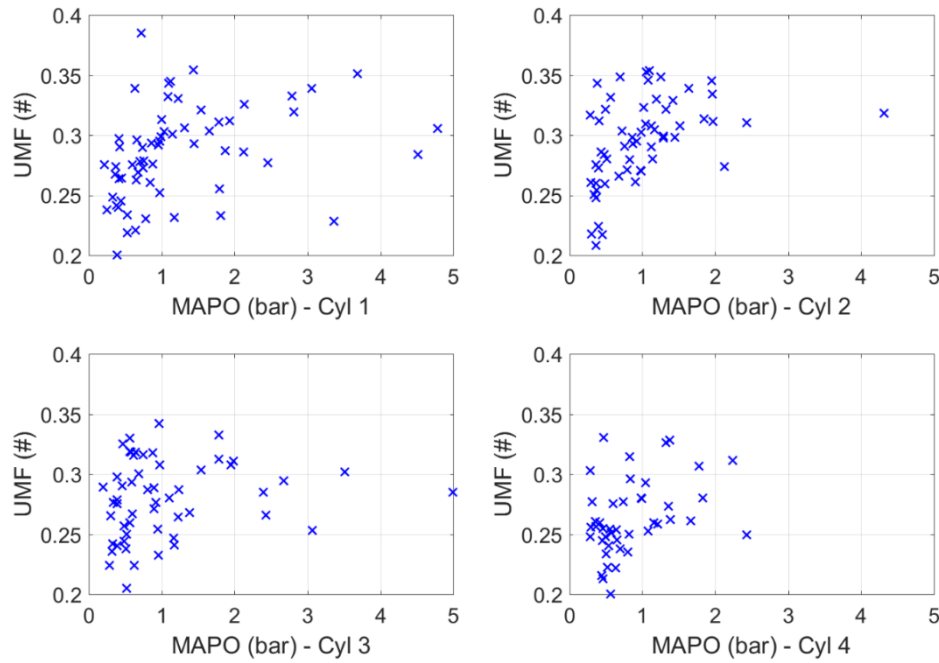 0.4 0.4
0.35 0.35
UMF (#) 0.3 UMF (#) 0.3
0.25 0.25
0.2 0.2
0 1 2 3 4 5 0 1 2 3 4 5
MAPO (bar) - Cyl 1 MAPO (bar) - Cyl 2
0.4 0.4
0.35 0.35
UMF (#) 0.3 UMF (#) 0.3
0.25 0.25
0.2 0.2
0 1 2 3 4 5 0 1 2 3 4 5
MAPO (bar) - Cyl 3 MAPO (bar) - Cyl 4